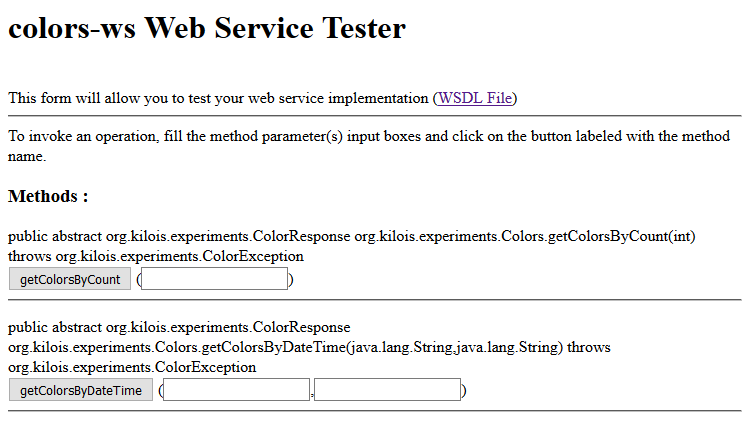 colors-ws Web Service Tester
This form will allow you to test your web service implementation (WSDL File)
To invoke an operation, fill the method parameter(s) input boxes and click on the button labeled with the method
name.
Methods :
public abstract org.kilois.experiments.ColorResponse org.kilois.experiments.Colors.getColorsByCount(int)
throws org.kilois.experiments.ColorException
getColorsByCount ( )
public abstract org.kilois.experiments.ColorResponse
org.kilois.experiments.Colors.getColorsByDateTime(java.lang.String,java.lang.String) throws
org.kilois.experiments.ColorException
getColorsByDateTime ( , )